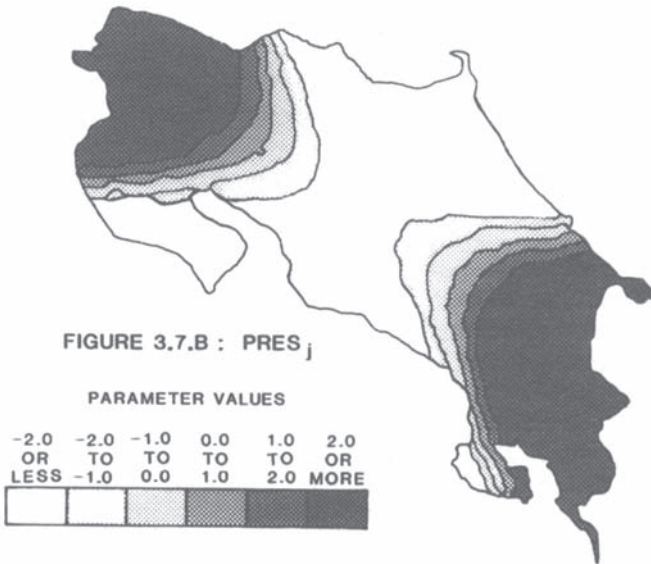 FIGURE 3.7.B : PRES j
PARAMETER VALUES
-2.0 -2.0 -1.0 0.0 1.0 2.0
OR TO TO TO TO OR
LESS -1.0 0.0 1.0 2.0 MORE